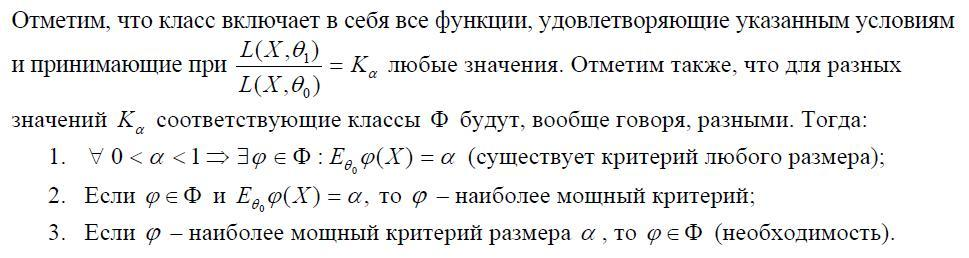 Отметим, что класс включает в себя все функции, удовлетворяющие указанным условиям
и принимающие при L(X,θ₁)/L(X,θ₀) = K_α любые значения. Отметим также, что для разных
значений K_α соответствующие классы Φ будут, вообще говоря, разными. Тогда:
1. ∀ 0 < α < 1 ⇒ ∃φ ∈ Φ : E_θ₀ φ(X) = α (существует критерий любого размера);
2. Если φ ∈ Φ и E_θ₀ φ(X) = α, то φ – наиболее мощный критерий;
3. Если φ – наиболее мощный критерий размера α , то φ ∈ Φ (необходимость).